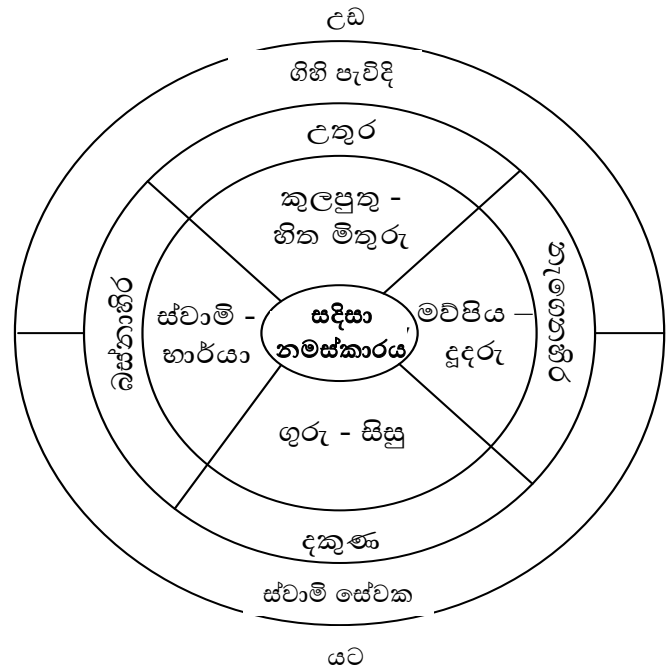 උඩ
ගිහි පැවිදි
උතුර
කුලපුතු -
හිත මිතුරු
බස්නාහිර
ස්වාමි -
භාර්යා
සදිසා
නමස්කාරය
මව්පිය –
දූදරු
නැගෙනහිර
ගුරු - සිසු
දකුණ
ස්වාමි සේවක
යට